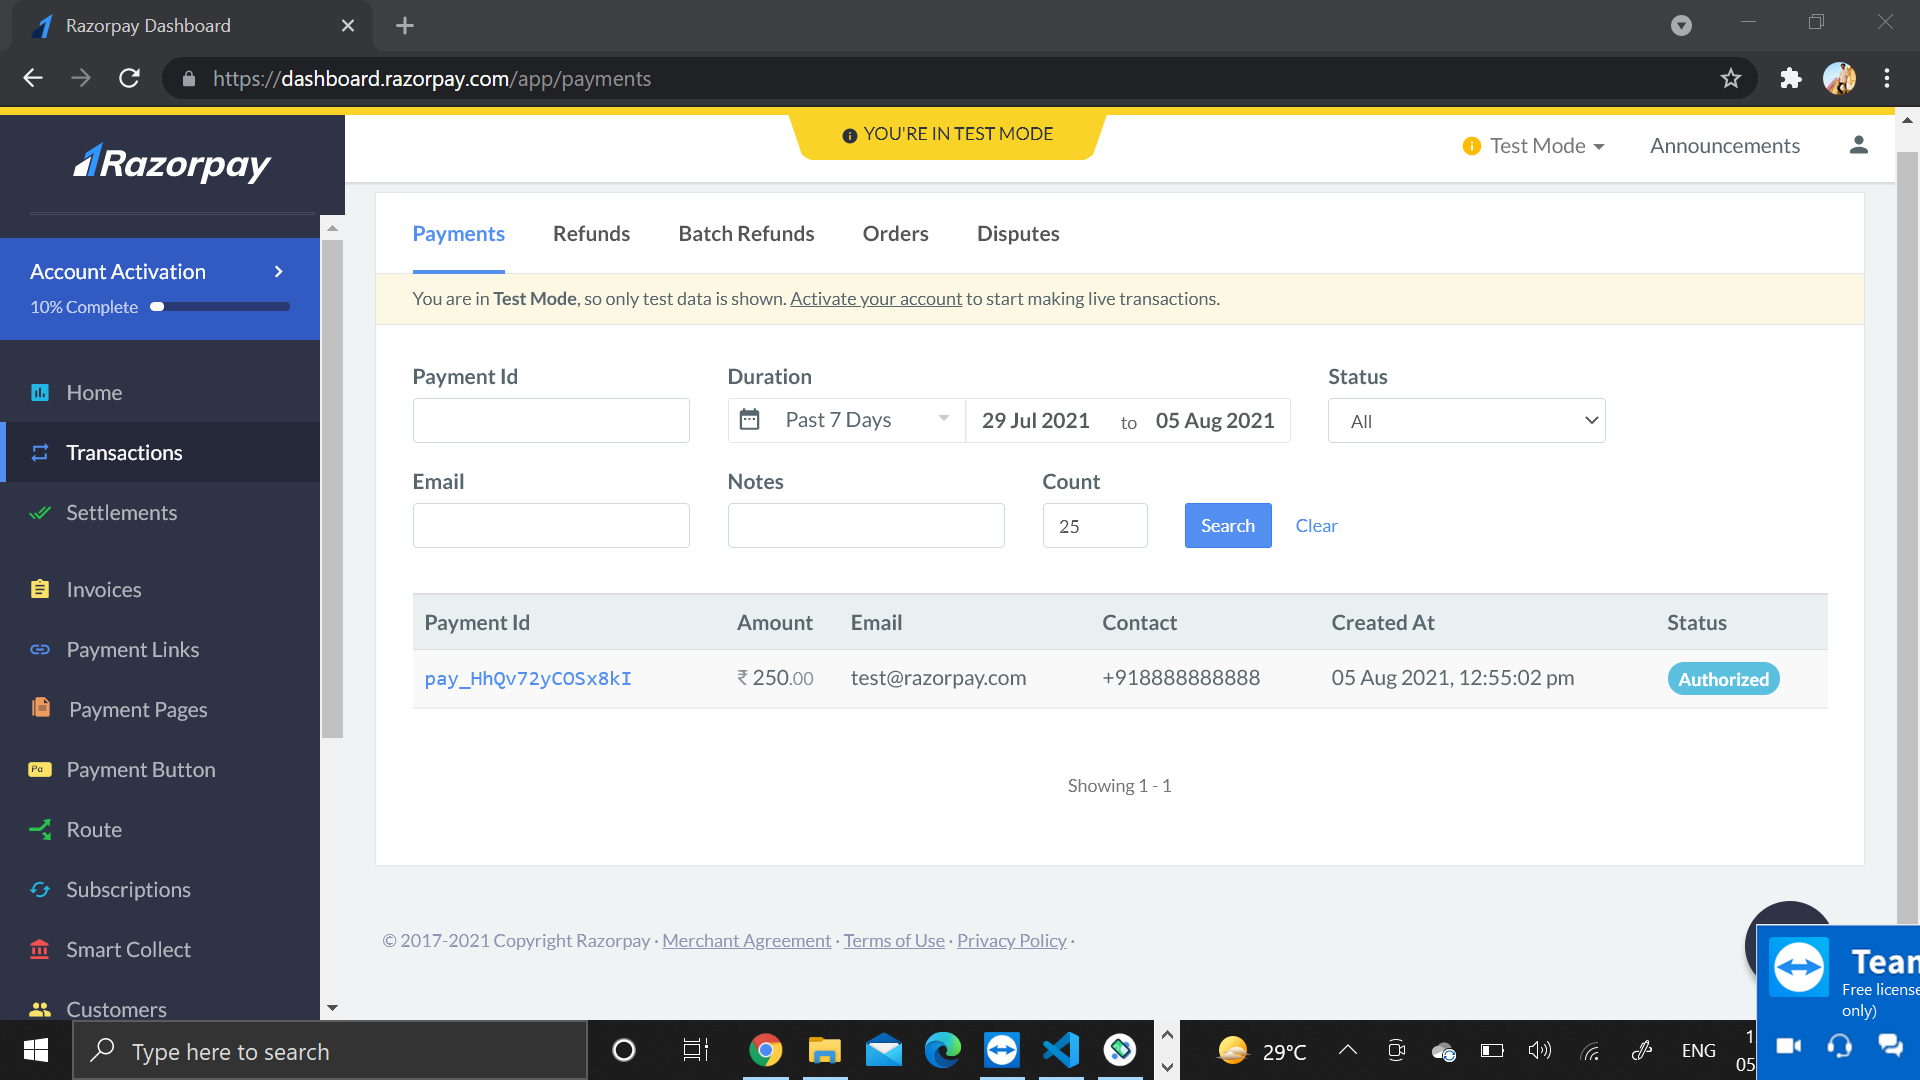 Razorpay Dashboard
https://dashboard.razorpay.com/app/payments
YOU'RE IN TEST MODE
Test Mode
Announcements
Razorpay
Account Activation
10% Complete
Home
Transactions
Settlements
Invoices
Payment Links
Payment Pages
Payment Button
Route
Subscriptions
Smart Collect
Customers
Payments Refunds Batch Refunds Orders Disputes
You are in Test Mode, so only test data is shown. Activate your account to start making live transactions.
Payment Id Duration Status
Past 7 Days 29 Jul 2021 to 05 Aug 2021 All
Email Notes Count
25 Search Clear
Payment Id Amount Email Contact Created At Status
pay_HhQv72yCOSx8kI ₹ 250.00 test@razorpay.com +918888888888 05 Aug 2021, 12:55:02 pm Authorized
Showing 1 - 1
© 2017-2021 Copyright Razorpay · Merchant Agreement · Terms of Use · Privacy Policy ·
Free license
only)
Type here to search
29°C
ENG
05